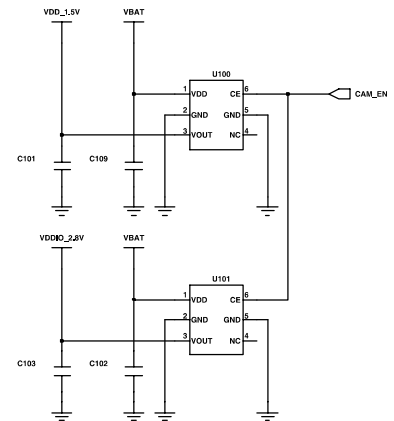 VDD_1.5V VBAT
U100
1 VDD CE 6
2 GND GND 5
3 VOUT NC 4
CAM_EN
C101 C109
VDDIO_2.8V VBAT
U101
1 VDD CE 6
2 GND GND 5
3 VOUT NC 4
C103 C102